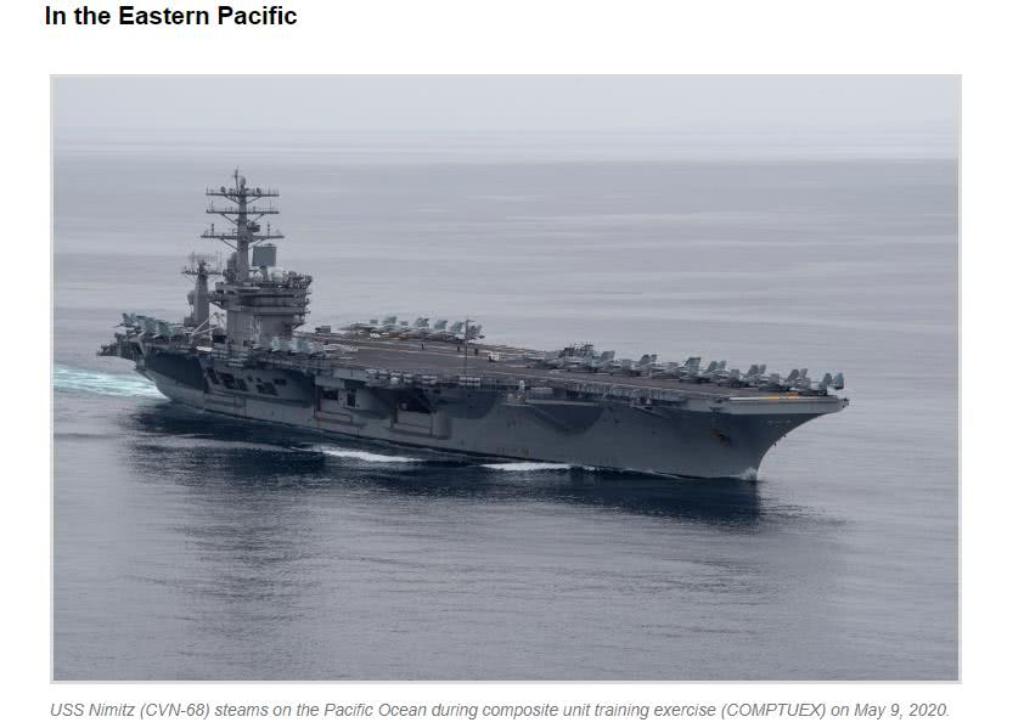 In the Eastern Pacific
USS Nimitz (CVN-68) steams on the Pacific Ocean during composite unit training exercise (COMPTUEX) on May 9, 2020.